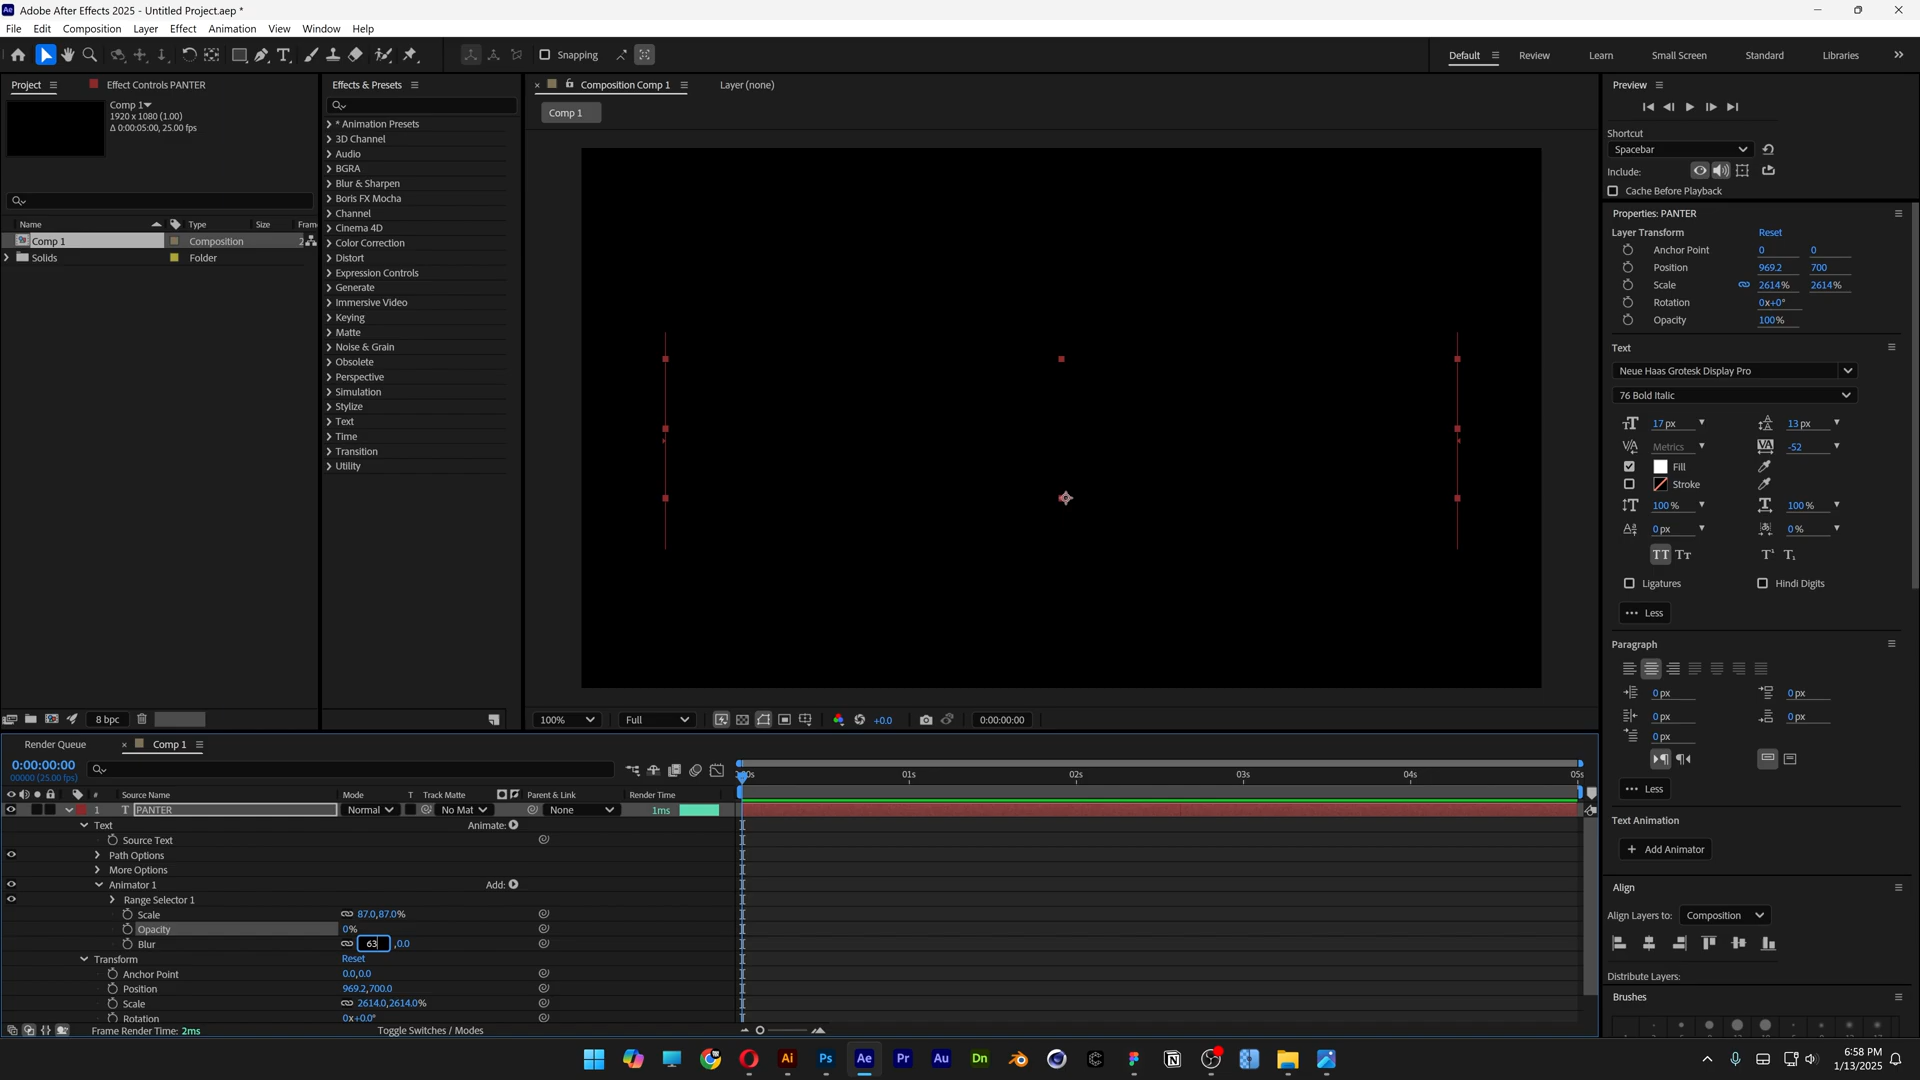 Adobe After Effects 2025 - Untitled Project.aep *
File Edit Composition Layer Effect Animation View Window Help
Snapping
Default Review Learn Small Screen Standard Libraries
Project
Effect Controls PANTER
Comp 1
1920 x 1080 (1.00)
Δ 0:00:05:00, 25.00 fps
Name Type Size Fram
Comp 1 Composition 2
Solids Folder
8 bpc
Effects & Presets
* Animation Presets
3D Channel
Audio
BGRA
Blur & Sharpen
Boris FX Mocha
Channel
Cinema 4D
Color Correction
Distort
Expression Controls
Generate
Immersive Video
Keying
Matte
Noise & Grain
Obsolete
Perspective
Simulation
Stylize
Text
Time
Transition
Utility
Composition Comp 1
Layer (none)
Comp 1
100% Full +0.0 0:00:00:00
Preview
Shortcut
Spacebar
Include:
Cache Before Playback
Properties: PANTER
Layer Transform Reset
Anchor Point 0 0
Position 969.2 700
Scale 2614% 2614%
Rotation 0x+0°
Opacity 100%
Text
Neue Haas Grotesk Display Pro
76 Bold Italic
17 px 13 px
Metrics -52
Fill
Stroke
100 % 100 %
0 px 0 %
Ligatures Hindi Digits
Less
Paragraph
0 px 0 px
0 px 0 px
0 px
Less
Text Animation
Add Animator
Align
Align Layers to: Composition
Distribute Layers:
Brushes
Render Queue Comp 1
0:00:00:00
00000 (25.00 fps)
01s 02s 03s 04s 05s
# Source Name Mode T Track Matte Parent & Link Render Time
1 T PANTER Normal No Mat None 1ms
Text Animate:
Source Text
Path Options
More Options
Animator 1 Add:
Range Selector 1
Scale 87.0,87.0%
Opacity 0%
Blur 63 ,0.0
Transform Reset
Anchor Point 0.0,0.0
Position 969.2,700.0
Scale 2614.0,2614.0%
Rotation 0x+0.0°
Frame Render Time: 2ms
Toggle Switches / Modes
6:58 PM
1/13/2025